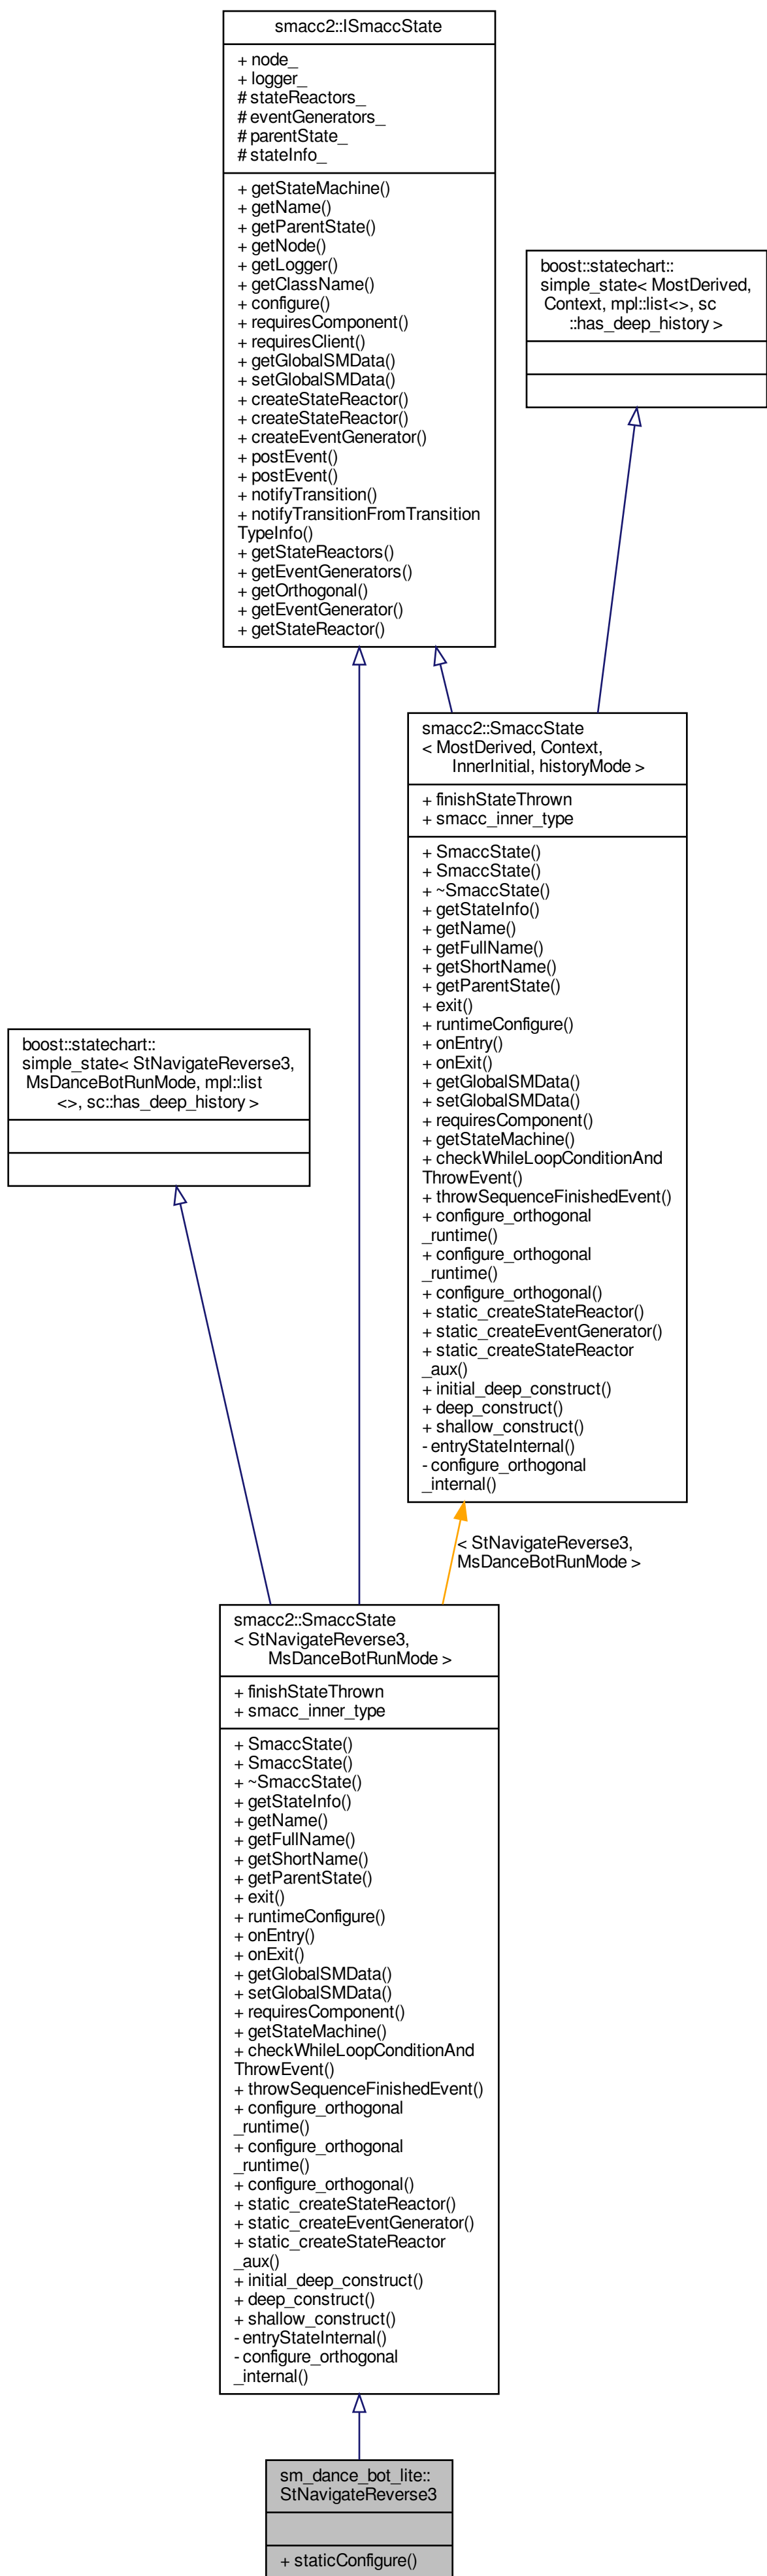 smacc2::ISmaccState
+ node_
+ logger_
# stateReactors_
# eventGenerators_
# parentState_
# stateInfo_
+ getStateMachine()
+ getName()
+ getParentState()
+ getNode()
+ getLogger()
+ getClassName()
+ configure()
+ requiresComponent()
+ requiresClient()
+ getGlobalSMData()
+ setGlobalSMData()
+ createStateReactor()
+ createStateReactor()
+ createEventGenerator()
+ postEvent()
+ postEvent()
+ notifyTransition()
+ notifyTransitionFromTransition
TypeInfo()
+ getStateReactors()
+ getEventGenerators()
+ getOrthogonal()
+ getEventGenerator()
+ getStateReactor()
boost::statechart::
simple_state< MostDerived,
Context, mpl::list<>, sc
::has_deep_history >
smacc2::SmaccState
< MostDerived, Context,
InnerInitial, historyMode >
+ finishStateThrown
+ smacc_inner_type
+ SmaccState()
+ SmaccState()
+ ~SmaccState()
+ getStateInfo()
+ getName()
+ getFullName()
+ getShortName()
+ getParentState()
+ exit()
+ runtimeConfigure()
+ onEntry()
+ onExit()
+ getGlobalSMData()
+ setGlobalSMData()
+ requiresComponent()
+ getStateMachine()
+ checkWhileLoopConditionAnd
ThrowEvent()
+ throwSequenceFinishedEvent()
+ configure_orthogonal
_runtime()
+ configure_orthogonal
_runtime()
+ configure_orthogonal()
+ static_createStateReactor()
+ static_createEventGenerator()
+ static_createStateReactor
_aux()
+ initial_deep_construct()
+ deep_construct()
+ shallow_construct()
- entryStateInternal()
- configure_orthogonal
_internal()
boost::statechart::
simple_state< StNavigateReverse3,
MsDanceBotRunMode, mpl::list
<>, sc::has_deep_history >
< StNavigateReverse3,
MsDanceBotRunMode >
smacc2::SmaccState
< StNavigateReverse3,
MsDanceBotRunMode >
+ finishStateThrown
+ smacc_inner_type
+ SmaccState()
+ SmaccState()
+ ~SmaccState()
+ getStateInfo()
+ getName()
+ getFullName()
+ getShortName()
+ getParentState()
+ exit()
+ runtimeConfigure()
+ onEntry()
+ onExit()
+ getGlobalSMData()
+ setGlobalSMData()
+ requiresComponent()
+ getStateMachine()
+ checkWhileLoopConditionAnd
ThrowEvent()
+ throwSequenceFinishedEvent()
+ configure_orthogonal
_runtime()
+ configure_orthogonal
_runtime()
+ configure_orthogonal()
+ static_createStateReactor()
+ static_createEventGenerator()
+ static_createStateReactor
_aux()
+ initial_deep_construct()
+ deep_construct()
+ shallow_construct()
- entryStateInternal()
- configure_orthogonal
_internal()
sm_dance_bot_lite::
StNavigateReverse3
+ staticConfigure()